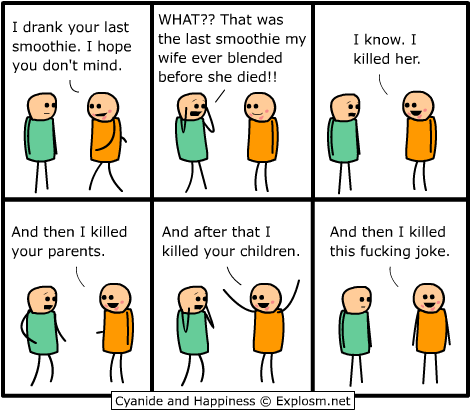 I drank your last
smoothie. I hope
you don't mind.
WHAT?? That was
the last smoothie my
wife ever blended
before she died!!
I know. I
killed her.
And then I killed
your parents.
And after that I
killed your children.
And then I killed
this fucking joke.
Cyanide and Happiness © Explosm.net